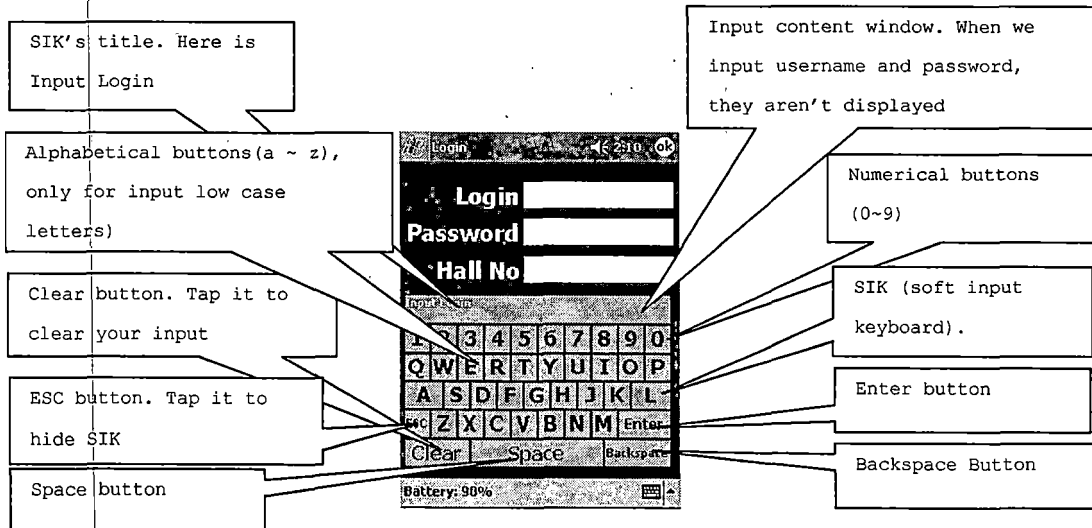 SIK's title. Here is
Input Login
Alphabetical buttons(a ~ z),
only for input low case
letters)
Clear button. Tap it to
clear your input
ESC button. Tap it to
hide SIK
Space button
Login 2:10 ok
Login
Password
Hall No
Input Login
1 2 3 4 5 6 7 8 9 0
Q W E R T Y U I O P
A S D F G H J K L
ESC Z X C V B N M Enter
Clear Space Backspace
Battery: 90%
Input content window. When we
input username and password,
they aren't displayed
Numerical buttons
(0~9)
SIK (soft input
keyboard).
Enter button
Backspace Button